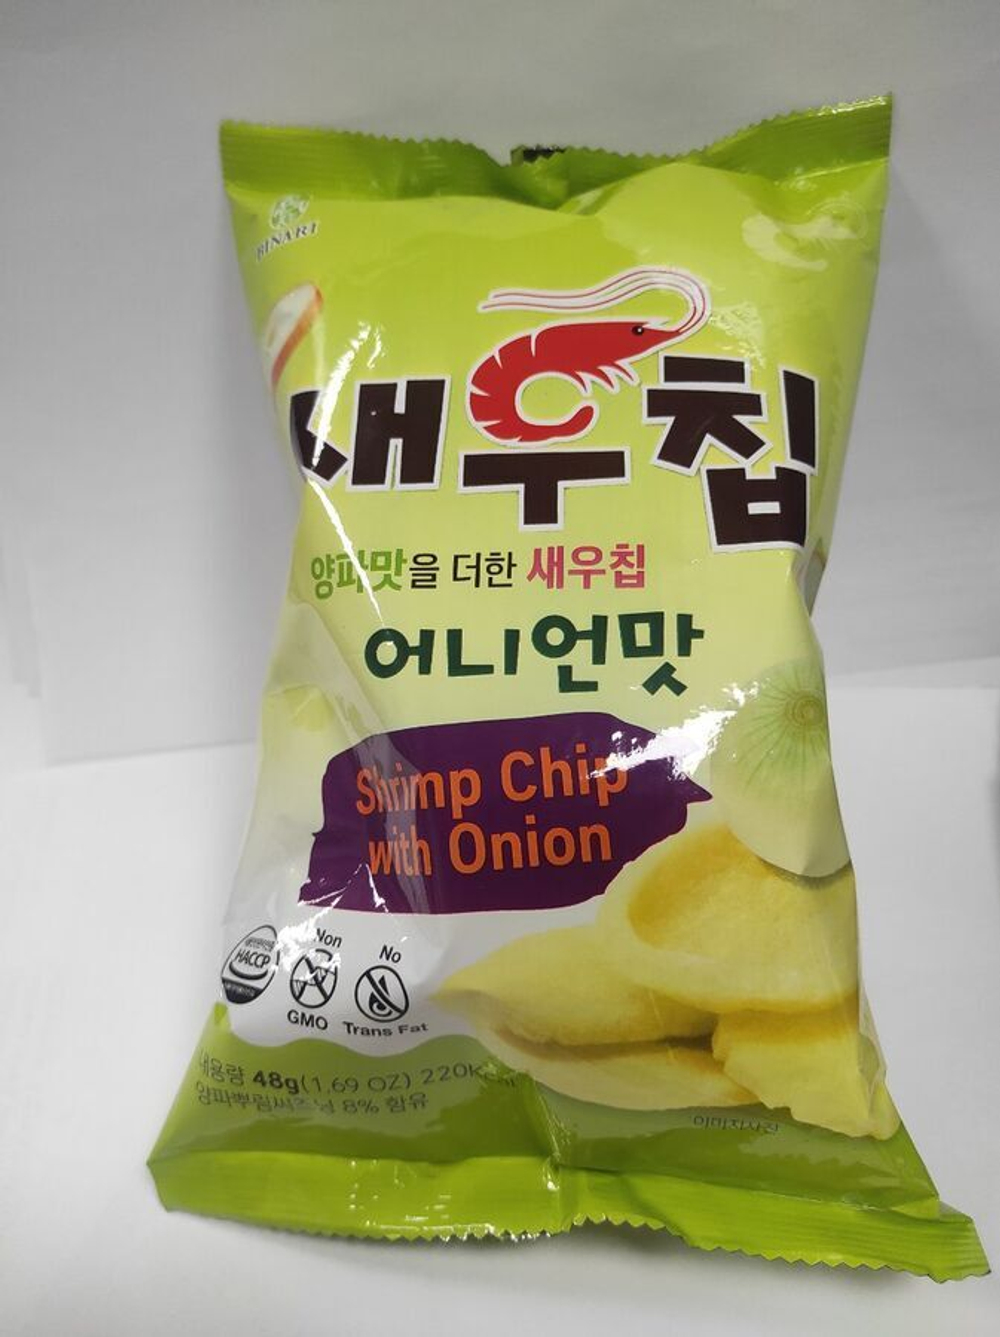 BINARI
새우칩
양파맛을 더한 새우칩
어니언맛
Shrimp Chip
with Onion
HACCP
Non
GMO
No
Trans Fat
내용량 48g(1.69 OZ) 220kcal
양파뿌림씨즈닝 8% 함유
이미지사진